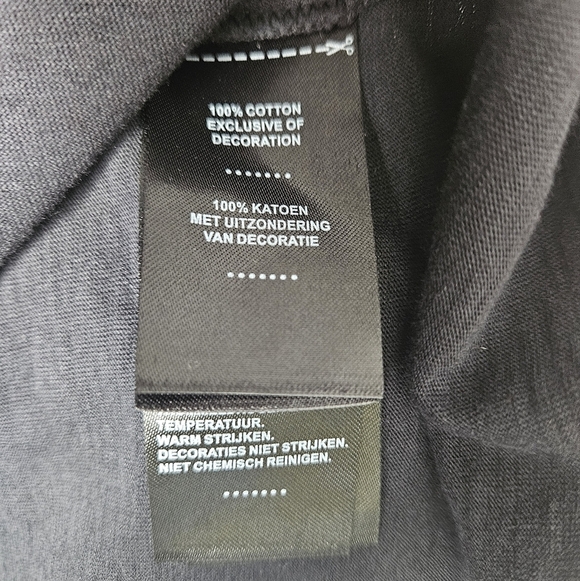 100% COTTON
EXCLUSIVE OF
DECORATION
.......
100% KATOEN
MET UITZONDERING
VAN DECORATIE
.......
TEMPERATUUR.
WARM STRIJKEN.
DECORATIES NIET STRIJKEN.
NIET CHEMISCH REINIGEN.
.......